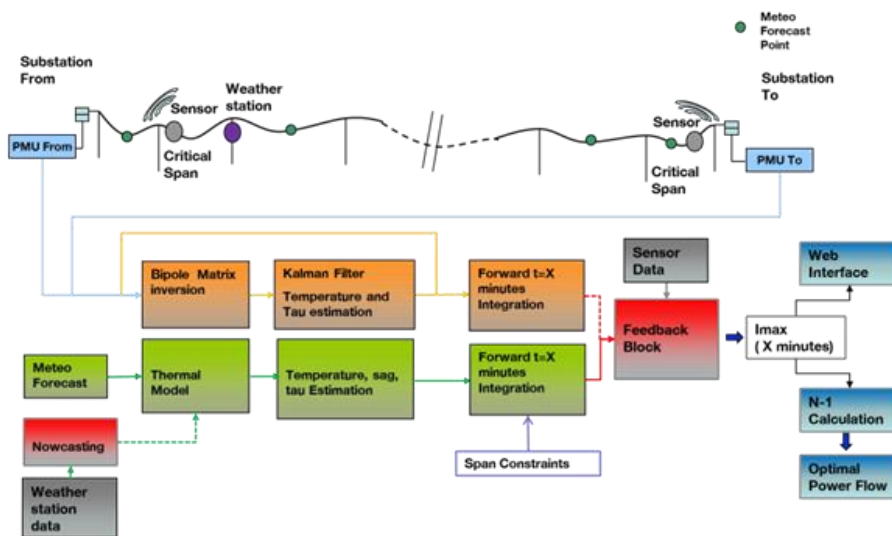 Meteo
Forecast
Point
Substation
From
Substation
To
Weather
station
Sensor
Sensor
PMU From
Critical
Span
Critical
Span
PMU To
Bipole Matrix
inversion
Kalman Filter
Temperature and
Tau estimation
Forward t=X
minutes
Integration
Sensor
Data
Web
Interface
Feedback
Block
Imax
( X minutes)
Meteo
Forecast
Thermal
Model
Temperature, sag,
tau Estimation
Forward t=X
minutes
Integration
N-1
Calculation
Nowcasting
Span Constraints
Optimal
Power Flow
Weather
station
data